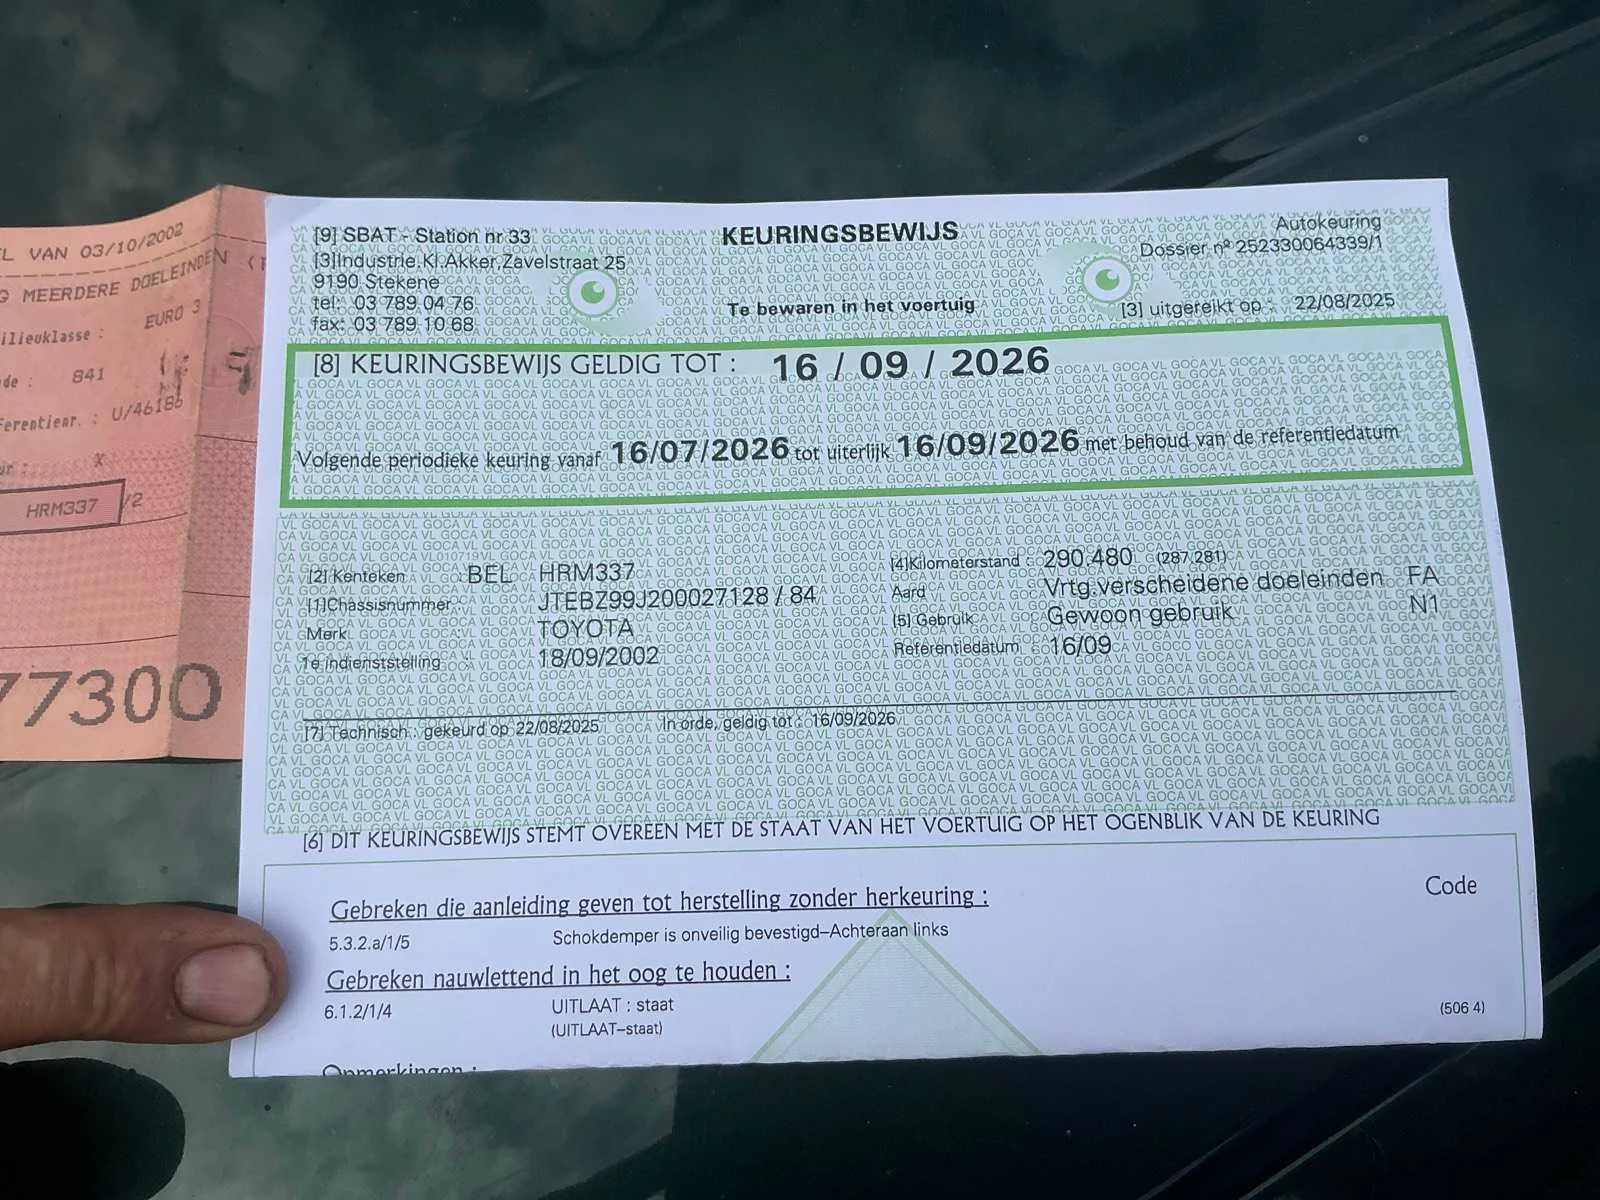 VAN 03/10/2002
MEERDERE DOELEINDEN
EURO 3
841
U/46186
X
HRM337 /2
77300
[9] SBAT - Station nr 33
[3]Industrie.Kl.Akker,Zavelstraat 25
9190 Stekene
tel: 03 789 04 76
fax: 03 789 10 68
KEURINGSBEWIJS
Te bewaren in het voertuig
Autokeuring
Dossier nº 252330064339/1
[3] uitgereikt op : 22/08/2025
[8] KEURINGSBEWIJS GELDIG TOT : 16 / 09 / 2026
Volgende periodieke keuring vanaf 16/07/2026 tot uiterlijk 16/09/2026 met behoud van de referentiedatum
[2] Kenteken : BEL HRM337
[1]Chassisnummer: JTEBZ99J200027128 / 84
Merk : TOYOTA
1e indienststelling : 18/09/2002
[4]Kilometerstand : 290.480 (287.281)
Aard : Vrtg.verscheidene doeleinden FA
[5] Gebruik : Gewoon gebruik N1
Referentiedatum : 16/09
[7] Technisch : gekeurd op 22/08/2025 In orde, geldig tot : 16/09/2026
[6] DIT KEURINGSBEWIJS STEMT OVEREEN MET DE STAAT VAN HET VOERTUIG OP HET OGENBLIK VAN DE KEURING
Code
Gebreken die aanleiding geven tot herstelling zonder herkeuring :
5.3.2.a/1/5 Schokdemper is onveilig bevestigd–Achteraan links
Gebreken nauwlettend in het oog te houden :
6.1.2/1/4 UITLAAT : staat (506 4)
(UITLAAT–staat)
Opmerkingen :